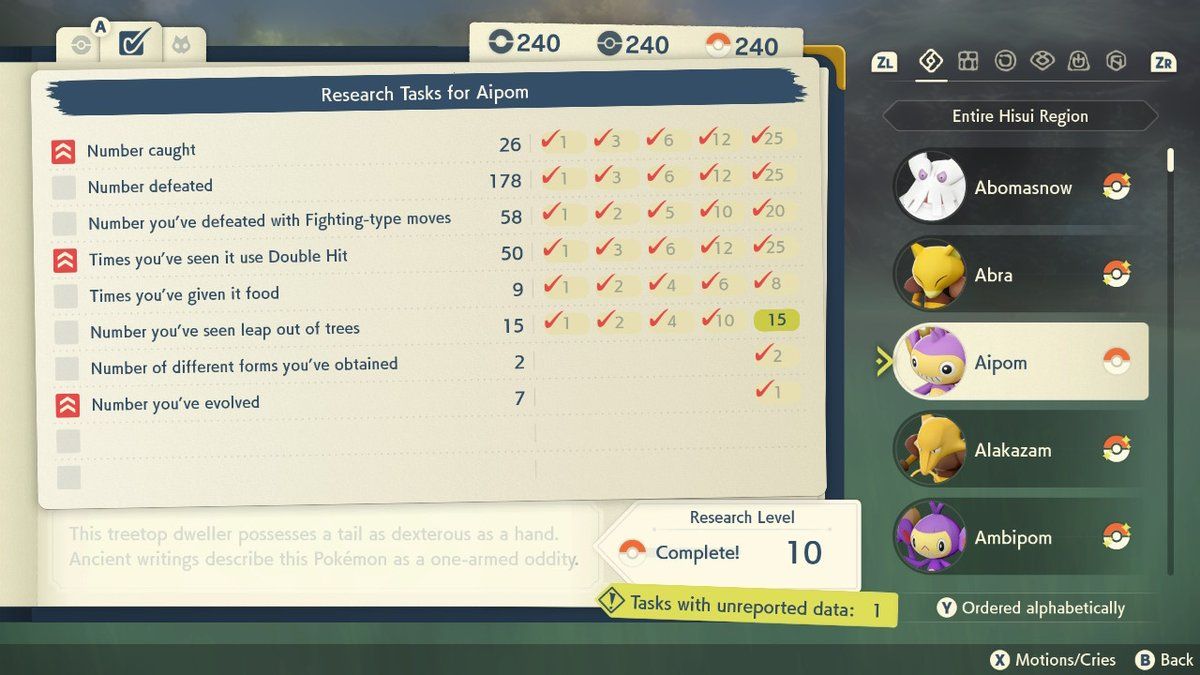 A
240 240 240
ZL ZR
Research Tasks for Aipom
Number caught 26 1 3 6 12 25
Number defeated 178 1 3 6 12 25
Number you've defeated with Fighting-type moves 58 1 2 5 10 20
Times you've seen it use Double Hit 50 1 3 6 12 25
Times you've given it food 9 1 2 4 6 8
Number you've seen leap out of trees 15 1 2 4 10 15
Number of different forms you've obtained 2 2
Number you've evolved 7 1
This treetop dweller possesses a tail as dexterous as a hand.
Ancient writings describe this Pokémon as a one-armed oddity.
Research Level
Complete! 10
Tasks with unreported data: 1
Entire Hisui Region
Abomasnow
Abra
Aipom
Alakazam
Ambipom
Y Ordered alphabetically
X Motions/Cries B Back